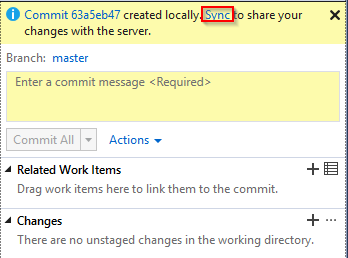 Commit 63a5eb47 created locally. Sync to share your
changes with the server.
Branch: master
Enter a commit message <Required>
Commit All Actions
Related Work Items
Drag work items here to link them to the commit.
Changes
There are no unstaged changes in the working directory.